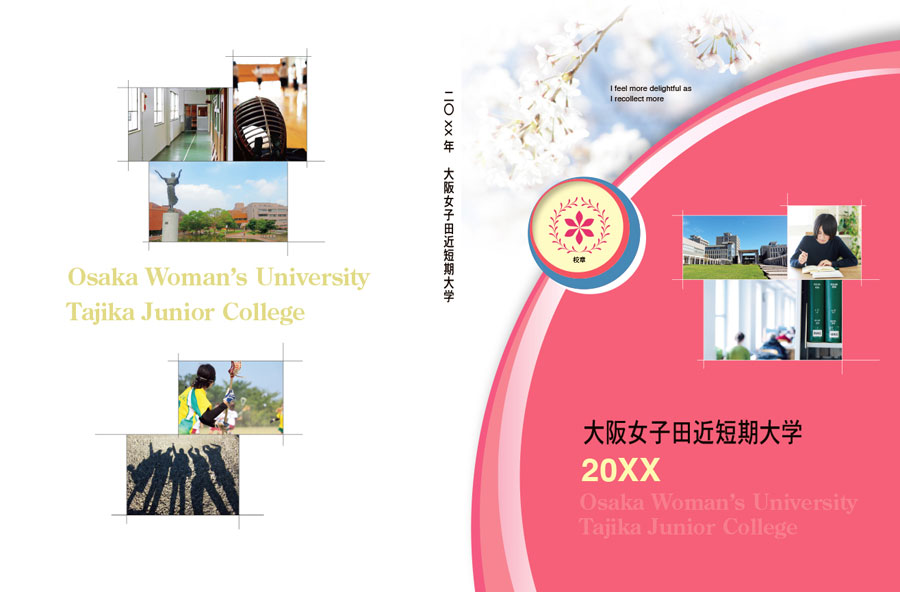 Osaka Woman's University
Tajika Junior College
二〇XX年 大阪女子田近短期大学
I feel more delightful as
I recollect more
校章
大阪女子田近短期大学
20XX
Osaka Woman's University
Tajika Junior College